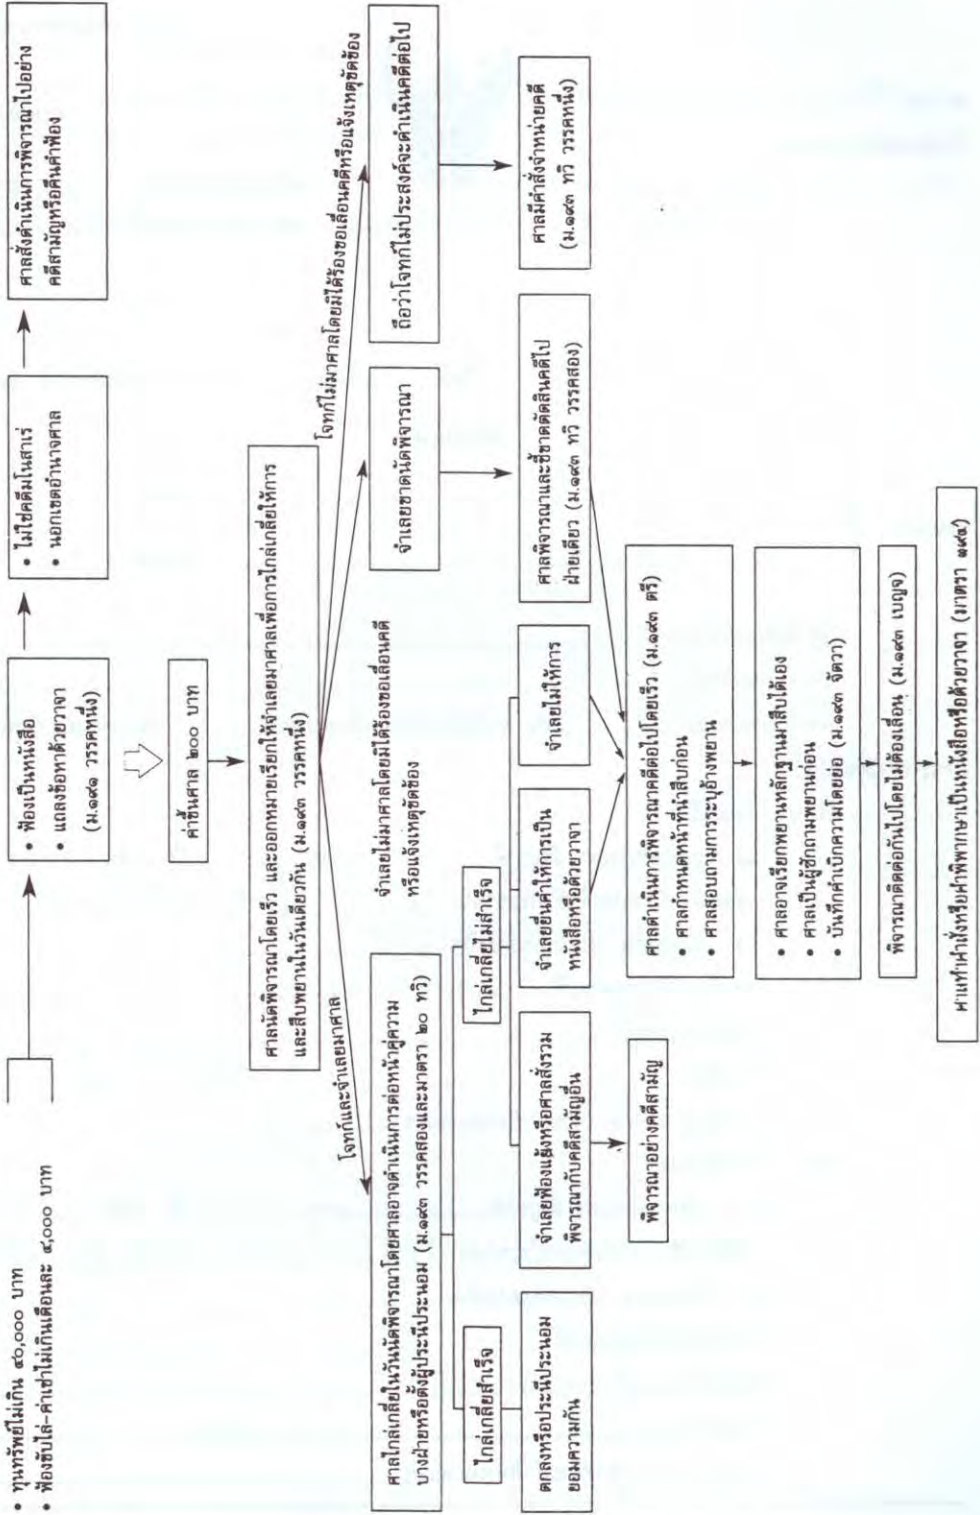 • ทุนทรัพย์ไม่เกิน ๔๐,๐๐๐ บาท
• ฟ้องขับไล่-ค่าเช่าไม่เกินเดือนละ ๔,๐๐๐ บาท
• ฟ้องเป็นหนังสือ
• แถลงข้อหาด้วยวาจา
(ม.๑๙๑ วรรคหนึ่ง)
• ไม่ใช่คดีมโนสาเร่
• นอกเขตอำนาจศาล
ศาลสั่งดำเนินการพิจารณาไปอย่าง
คดีสามัญหรือคืนคำฟ้อง
ค่าขึ้นศาล ๒๐๐ บาท
ศาลนัดพิจารณาโดยเร็ว และออกหมายเรียกให้จำเลยมาศาลเพื่อการไกล่เกลี่ยให้การ
และสืบพยานในวันเดียวกัน (ม.๑๙๓ วรรคหนึ่ง)
โจทก์และจำเลยมาศาล
จำเลยไม่มาศาลโดยมิได้ร้องขอเลื่อนคดี
หรือแจ้งเหตุขัดข้อง
โจทก์ไม่มาศาลโดยมิได้ร้องขอเลื่อนคดีหรือแจ้งเหตุขัดข้อง
ศาลไกล่เกลี่ยในวันนัดพิจารณาโดยศาลอาจดำเนินการต่อหน้าคู่ความ
บางฝ่ายหรือตั้งผู้ประนีประนอม (ม.๑๙๓ วรรคสองและมาตรา ๒๐ ทวิ)
จำเลยขาดนัดพิจารณา
ถือว่าโจทก์ไม่ประสงค์จะดำเนินคดีต่อไป
ไกล่เกลี่ยสำเร็จ
ไกล่เกลี่ยไม่สำเร็จ
ตกลงหรือประนีประนอม
ยอมความกัน
จำเลยฟ้องแย้งหรือศาลสั่งรวม
พิจารณากับคดีสามัญอื่น
จำเลยยื่นคำให้การเป็น
หนังสือหรือด้วยวาจา
จำเลยไม่ให้การ
ศาลพิจารณาและชี้ขาดตัดสินคดีไป
ฝ่ายเดียว (ม.๑๙๓ ทวิ วรรคสอง)
ศาลมีคำสั่งจำหน่ายคดี
(ม.๑๙๓ ทวิ วรรคหนึ่ง)
พิจารณาอย่างคดีสามัญ
ศาลดำเนินการพิจารณาคดีต่อไปโดยเร็ว (ม.๑๙๓ ตรี)
• ศาลกำหนดหน้าที่นำสืบก่อน
• ศาลสอบถามการระบุอ้างพยาน
• ศาลอาจเรียกพยานหลักฐานมาสืบได้เอง
• ศาลเป็นผู้ซักถามพยานก่อน
• บันทึกคำเบิกความโดยย่อ (ม.๑๙๓ จัตวา)
พิจารณาติดต่อกันไปโดยไม่ต้องเลื่อน (ม.๑๙๓ เบญจ)
ศาลทำคำสั่งหรือคำพิพากษาเป็นหนังสือหรือด้วยวาจา (มาตรา ๑๙๔)